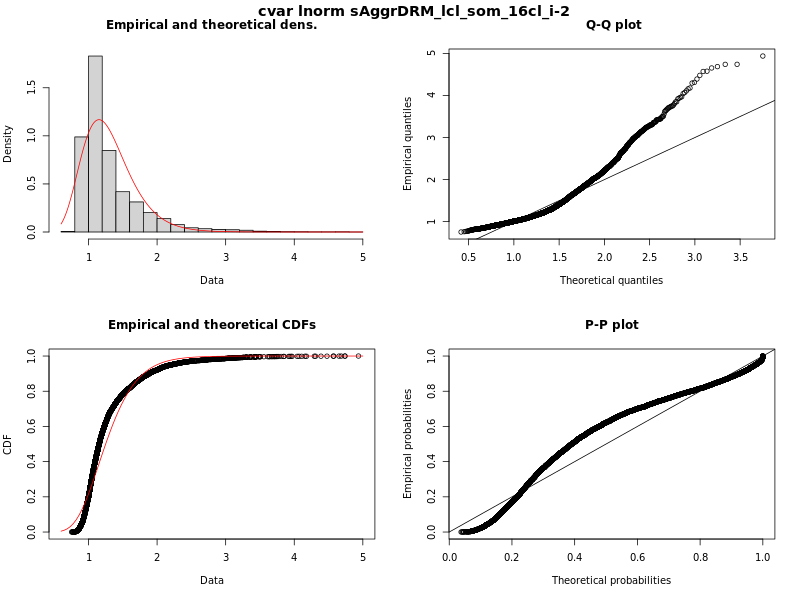 cvar lnorm sAggrDRM_lcl_som_16cl_i-2
Empirical and theoretical dens.
Density
0.0 0.5 1.0 1.5
1 2 3 4 5
Data
Q-Q plot
Empirical quantiles
1 2 3 4 5
0.5 1.0 1.5 2.0 2.5 3.0 3.5
Theoretical quantiles
Empirical and theoretical CDFs
CDF
0.0 0.2 0.4 0.6 0.8 1.0
1 2 3 4 5
Data
P-P plot
Empirical probabilities
0.0 0.2 0.4 0.6 0.8 1.0
0.0 0.2 0.4 0.6 0.8 1.0
Theoretical probabilities